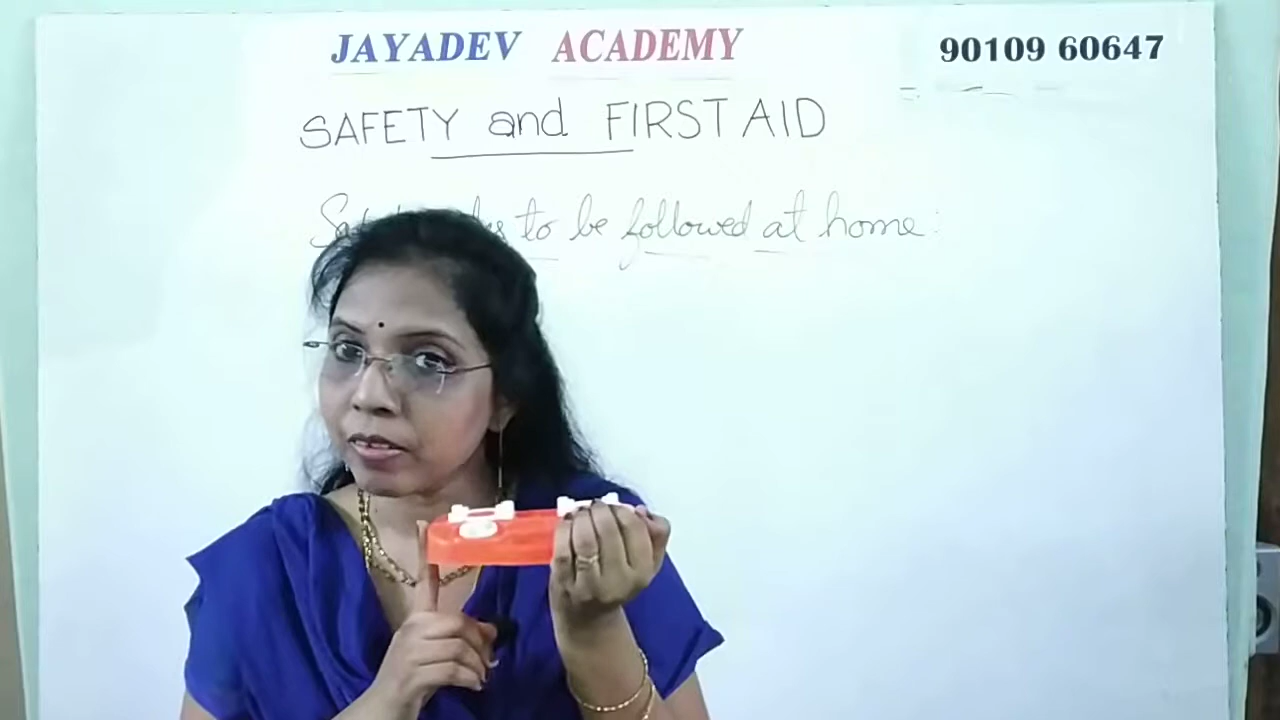 JAYADEV ACADEMY 90109 60647
SAFETY and FIRST AID
to be followed at home: